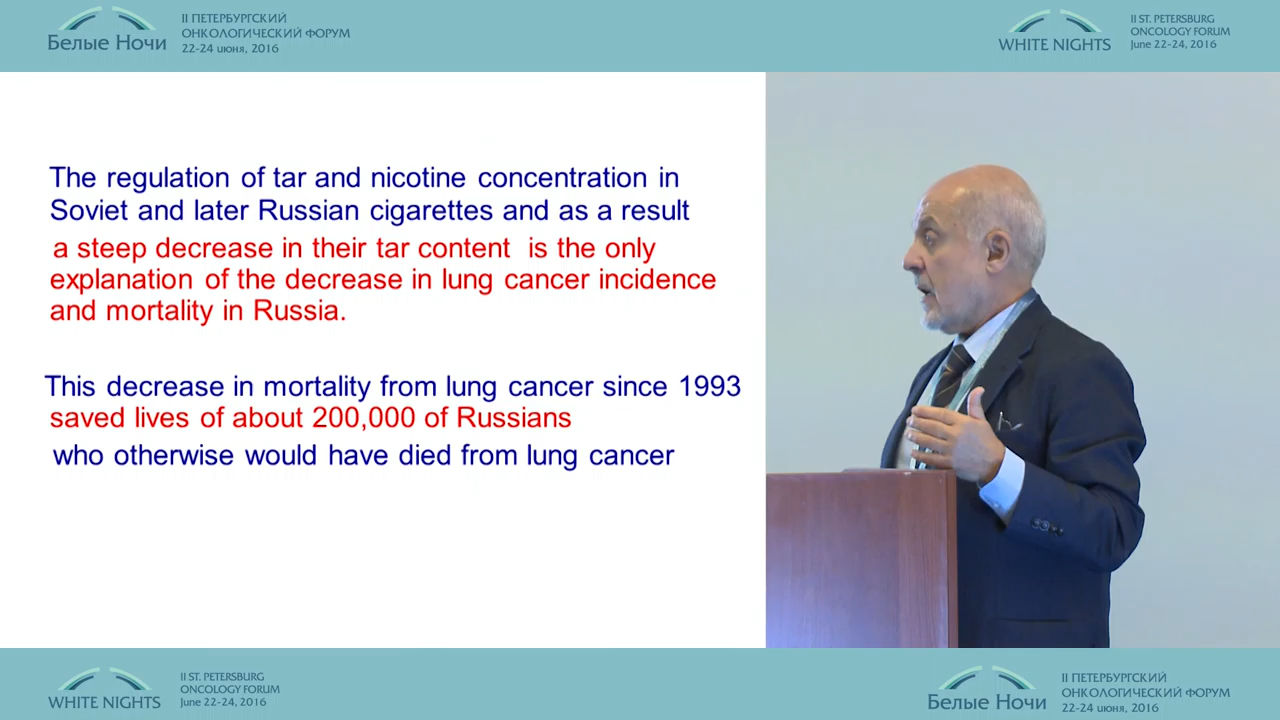 Белые Ночи
II ПЕТЕРБУРГСКИЙ
ОНКОЛОГИЧЕСКИЙ ФОРУМ
22-24 июня, 2016
WHITE NIGHTS
II ST. PETERSBURG
ONCOLOGY FORUM
June 22-24, 2016
The regulation of tar and nicotine concentration in
Soviet and later Russian cigarettes and as a result
a steep decrease in their tar content is the only
explanation of the decrease in lung cancer incidence
and mortality in Russia.
This decrease in mortality from lung cancer since 1993
saved lives of about 200,000 of Russians
who otherwise would have died from lung cancer
WHITE NIGHTS
II ST. PETERSBURG
ONCOLOGY FORUM
June 22-24, 2016
Белые Ночи
II ПЕТЕРБУРГСКИЙ
ОНКОЛОГИЧЕСКИЙ ФОРУМ
22-24 июня, 2016